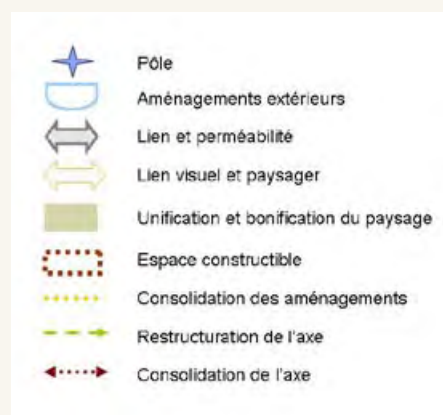 Pôle
Aménagements extérieurs
Lien et perméabilité
Lien visuel et paysager
Unification et bonification du paysage
Espace constructible
Consolidation des aménagements
Restructuration de l'axe
Consolidation de l'axe